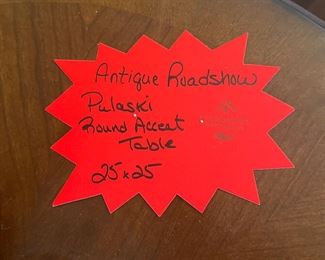 Antique Roadshow
Pulaski
Round Accent
Table
25x25